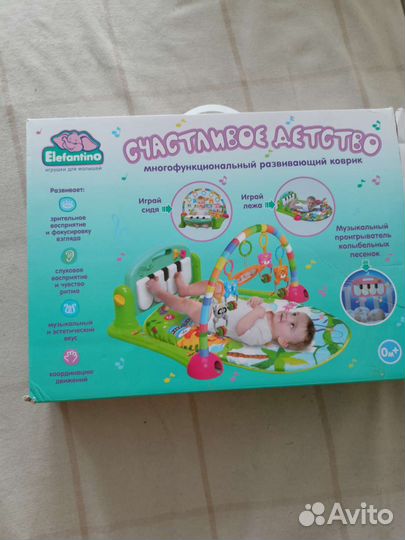 Elefantino
игрушки для малышей
СЧАСТЛИВОЕ ДЕТСТВО
многофункциональный развивающий коврик
Развивает:
зрительное
восприятие
и фокусировку
взгляда
слуховое
восприятие
и чувство
ритма
музыкальный
и эстетический
вкус
координацию
движений
Играй
сидя
Играй
лежа
Музыкальный
проигрыватель
колыбельных
песенок
0м+
Avito